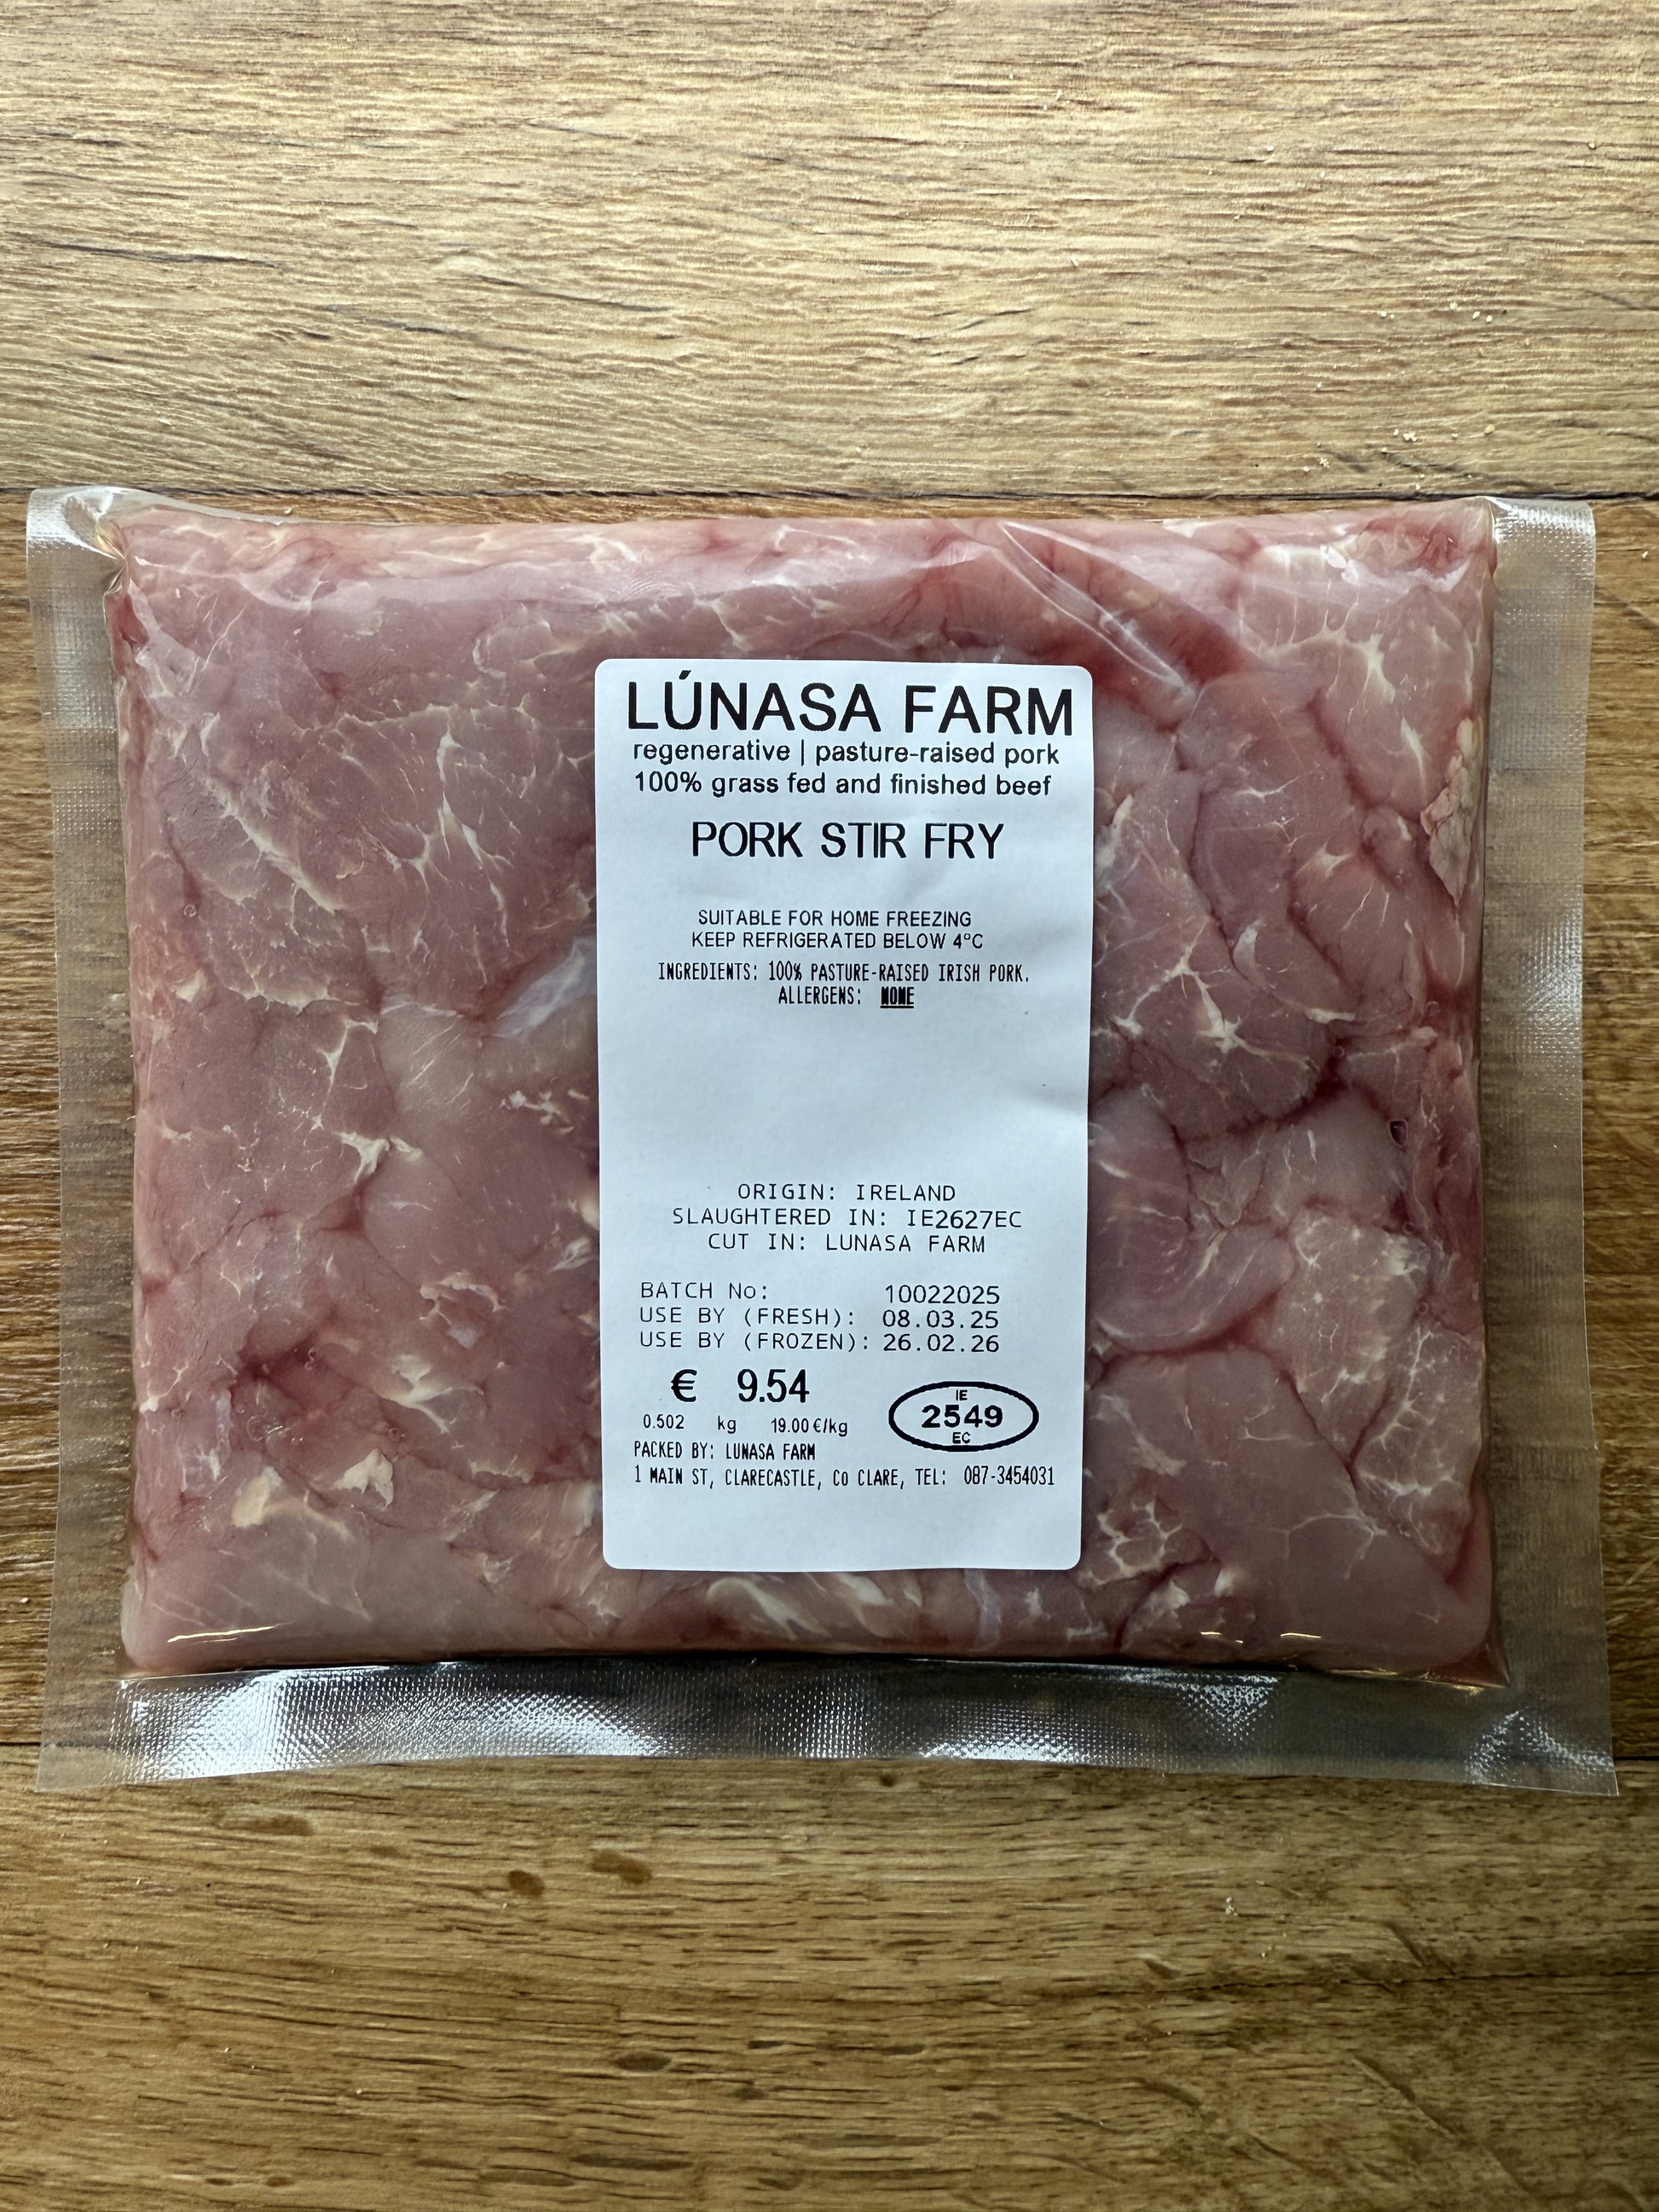 LÚNASA FARM
regenerative | pasture-raised pork
100% grass fed and finished beef
PORK STIR FRY
SUITABLE FOR HOME FREEZING
KEEP REFRIGERATED BELOW 4°C
INGREDIENTS: 100% PASTURE-RAISED IRISH PORK.
ALLERGENS: NONE
ORIGIN: IRELAND
SLAUGHTERED IN: IE2627EC
CUT IN: LUNASA FARM
BATCH No: 10022025
USE BY (FRESH): 08.03.25
USE BY (FROZEN): 26.02.26
€ 9.54
0.502 kg 19.00 €/kg
IE
2549
EC
PACKED BY: LUNASA FARM
1 MAIN ST, CLARECASTLE, Co CLARE, TEL: 087-3454031